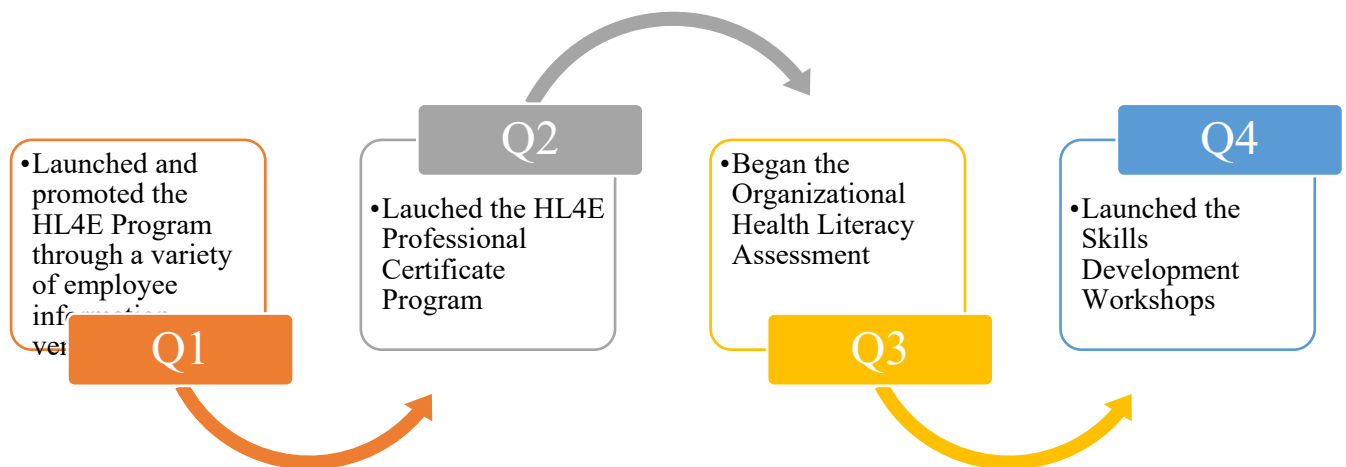 •Launched and
promoted the
HL4E Program
through a variety
of employee
Q1
Q2
•Lauched the HL4E
Professional
Certificate
Program
•Began the
Organizational
Health Literacy
Assessment
Q3
Q4
•Launched the
Skills
Development
Workshops